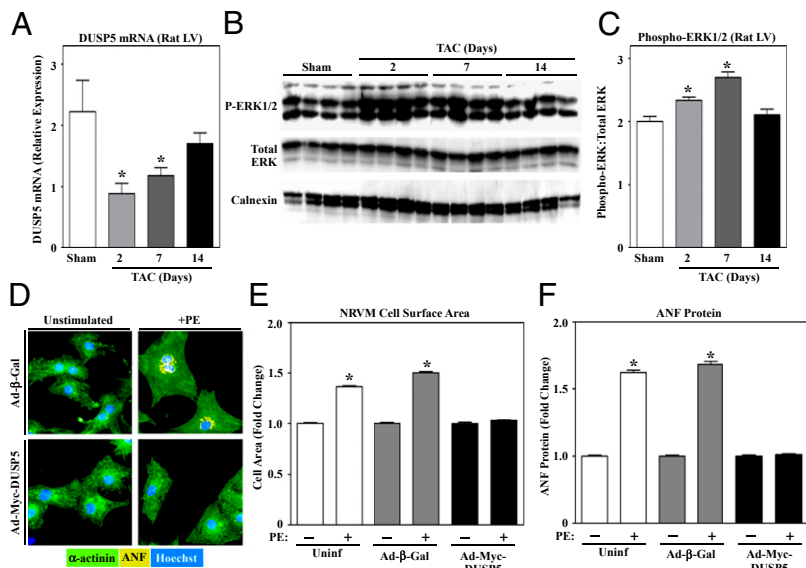 A
DUSP5 mRNA (Rat LV)
DUSP5 mRNA (Relative Expression)
3
2
1
0
*
*
Sham
2
7
14
TAC (Days)
B
TAC (Days)
Sham
2
7
14
P-ERK1/2
Total
ERK
Calnexin
C
Phospho-ERK1/2 (Rat LV)
Phospho-ERK:Total ERK
3
2
1
0
*
*
Sham
2
7
14
TAC (Days)
D
Unstimulated
+PE
Ad-β-Gal
Ad-Myc-DUSP5
α-actinin
ANF
Hoechst
E
NRVM Cell Surface Area
Cell Area (Fold Change)
2.0
1.5
1.0
0.5
0
*
*
PE:
–
+
–
+
–
+
Uninf
Ad-β-Gal
Ad-Myc-
DUSP5
F
ANF Protein
ANF Protein (Fold Change)
2.0
1.5
1.0
0
*
*
PE:
–
+
–
+
–
+
Uninf
Ad-β-Gal
Ad-Myc-
DUSP5